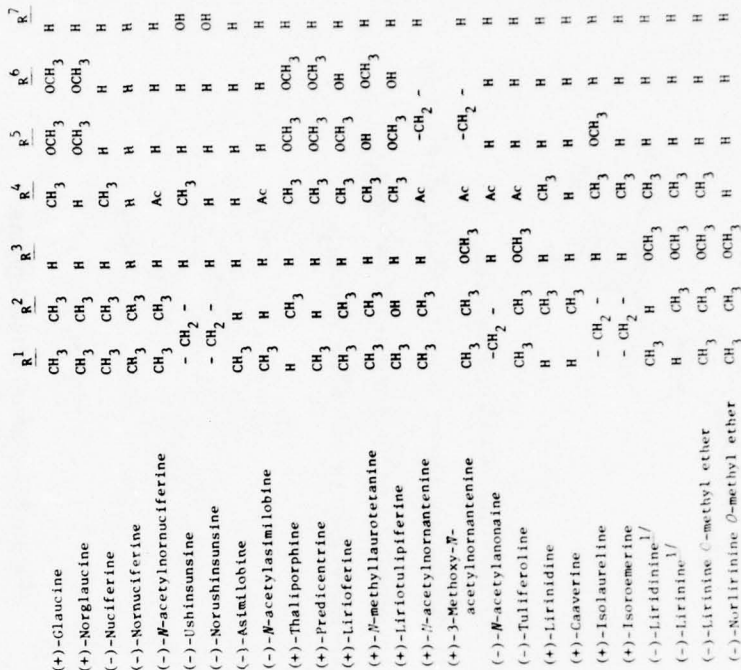 R1 R2 R3 R4 R5 R6 R7
(+)-Glaucine CH3 CH3 H CH3 OCH3 OCH3 H
(+)-Norglaucine CH3 CH3 H H OCH3 OCH3 H
(-)-Nuciferine CH3 CH3 H CH3 H H H
(-)-Nornuciferine CH3 CH3 H H H H H
(-)-N-acetylnornuciferine CH3 CH3 H Ac H H H
(-)-Ushinsunsine - CH2 - H CH3 H H OH
(-)-Norushinsunsine - CH2 - H H H H OH
(-)-Asimilobine CH3 H H H H H H
(-)-N-acetylasimilobine CH3 H H Ac H H H
(+)-Thaliporphine H CH3 H CH3 OCH3 OCH3 H
(+)-Predicentrine CH3 H H CH3 OCH3 OCH3 H
(+)-Lirioferine CH3 CH3 H CH3 OCH3 OH H
(+)-N-methyllaurotetanine CH3 CH3 H CH3 OH OCH3 H
(+)-Liriotulipiferine CH3 OH H CH3 OCH3 OH H
(+)-N-acetylnornantenine CH3 CH3 H Ac -CH2 - H
(+)-3-Methoxy-N-
acetylnornantenine CH3 CH3 OCH3 Ac -CH2 - H
(-)-N-acetylanonaine -CH2 - H Ac H H H
(-)-Tuliferoline CH3 CH3 OCH3 Ac H H H
(+)-Lirinidine H CH3 H CH3 H H H
(+)-Caaverine H CH3 H H H H H
(+)-Isolaureline - CH2 - H CH3 OCH3 H H
(+)-Isoroemerine - CH2 - H CH3 H H H
(-)-Liridinine1/ CH3 H OCH3 CH3 H H H
(-)-Lirinine1/ H CH3 OCH3 CH3 H H H
(-)-Lirinine O-methyl ether CH3 CH3 OCH3 CH3 H H H
(-)-Norlirinine O-methyl ether CH3 CH3 OCH3 H H H H